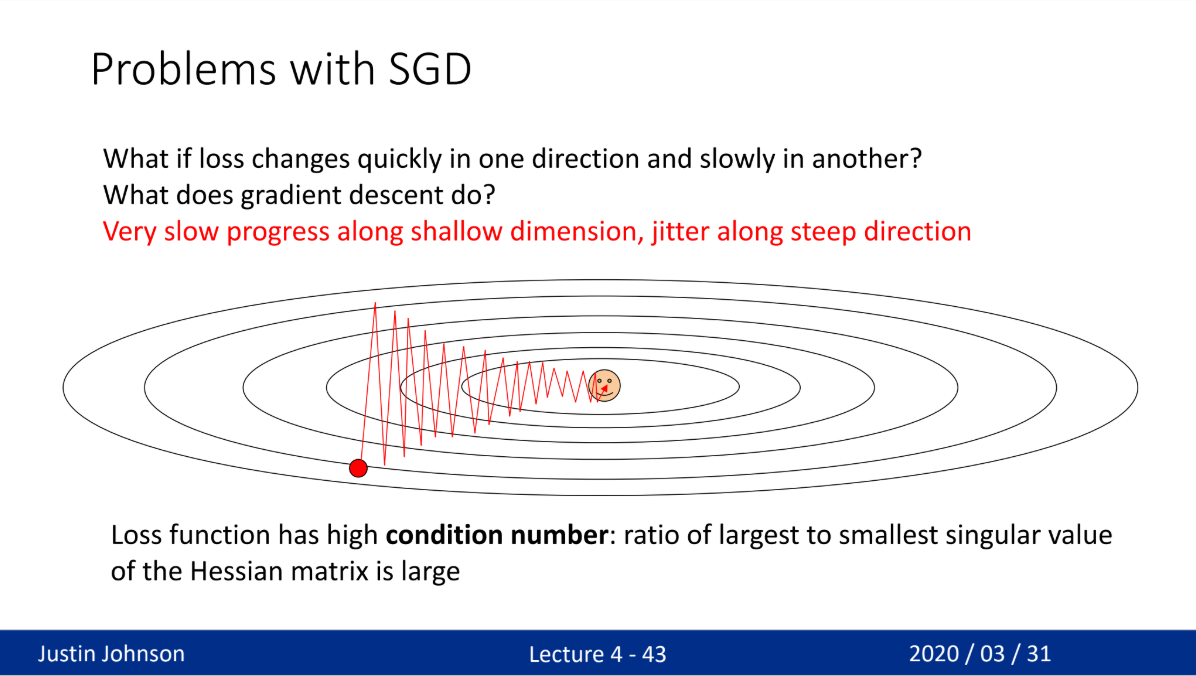 Problems with SGD
What if loss changes quickly in one direction and slowly in another?
What does gradient descent do?
Very slow progress along shallow dimension, jitter along steep direction
Loss function has high condition number: ratio of largest to smallest singular value
of the Hessian matrix is large
Justin Johnson
Lecture 4 - 43
2020 / 03 / 31